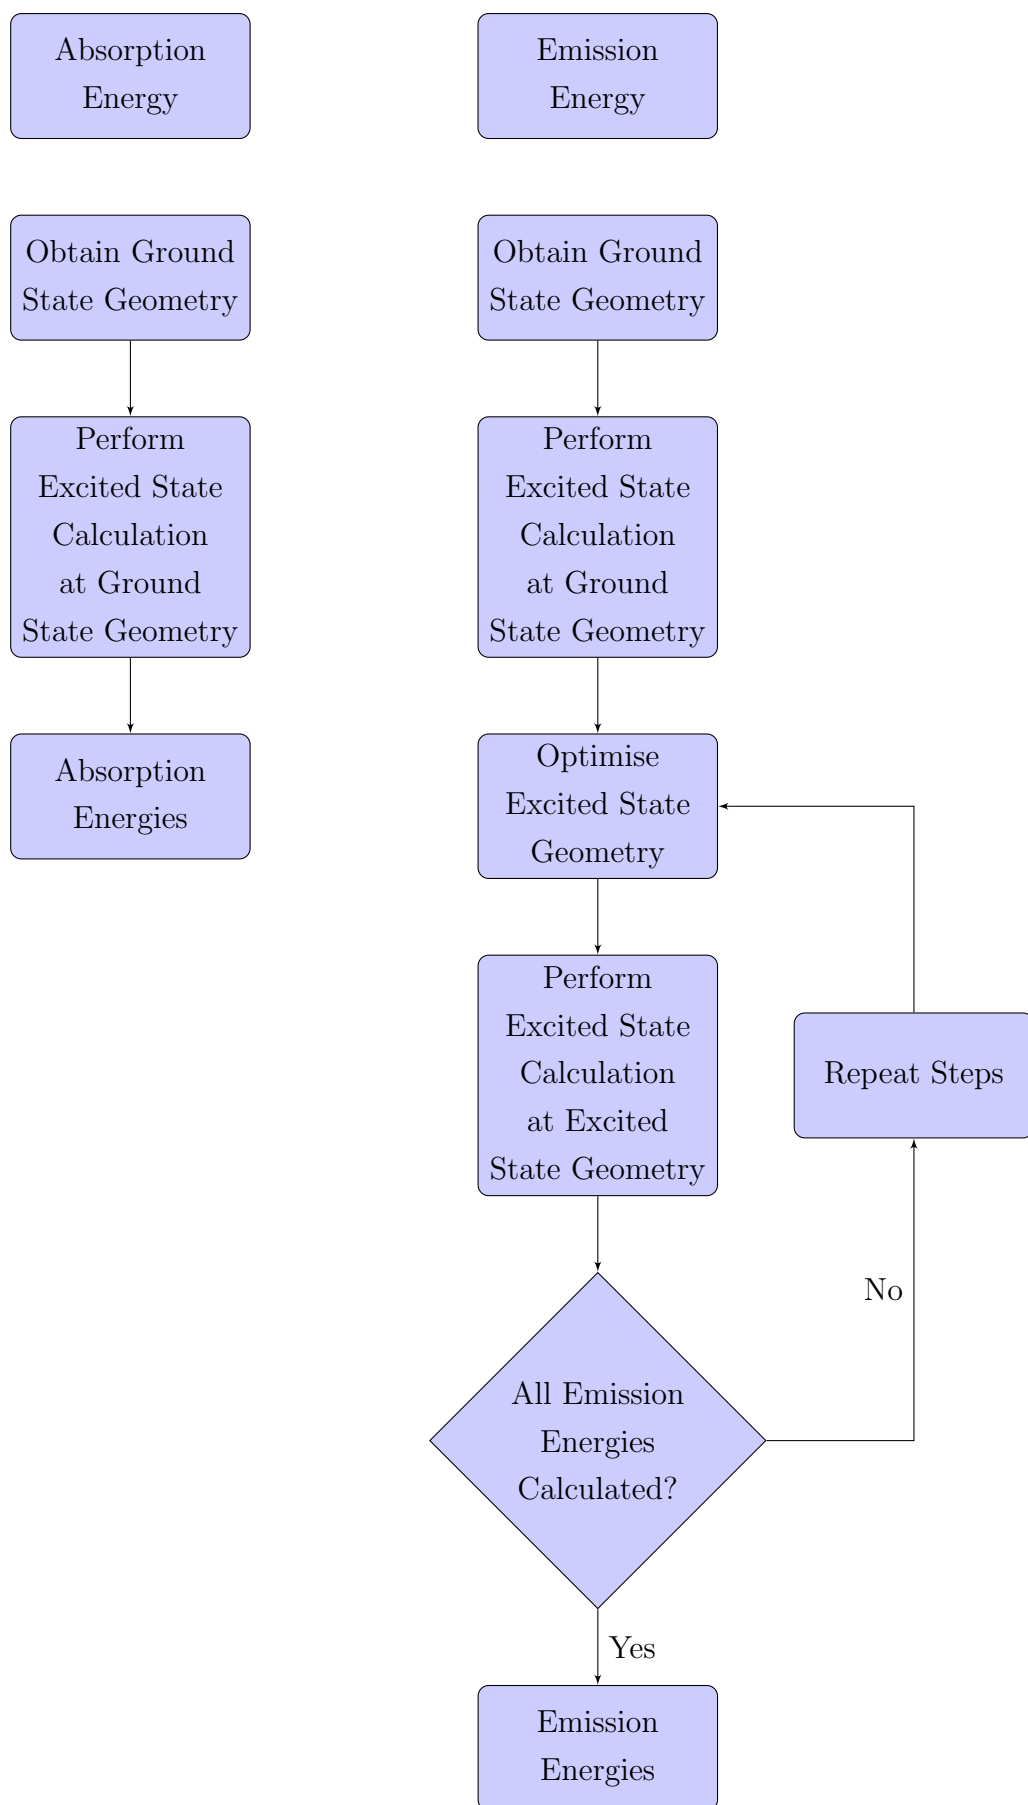 Absorption
Energy
Obtain Ground
State Geometry
Perform
Excited State
Calculation
at Ground
State Geometry
Absorption
Energies
Emission
Energy
Obtain Ground
State Geometry
Perform
Excited State
Calculation
at Ground
State Geometry
Optimise
Excited State
Geometry
Perform
Excited State
Calculation
at Excited
State Geometry
Repeat Steps
No
All Emission
Energies
Calculated?
Yes
Emission
Energies